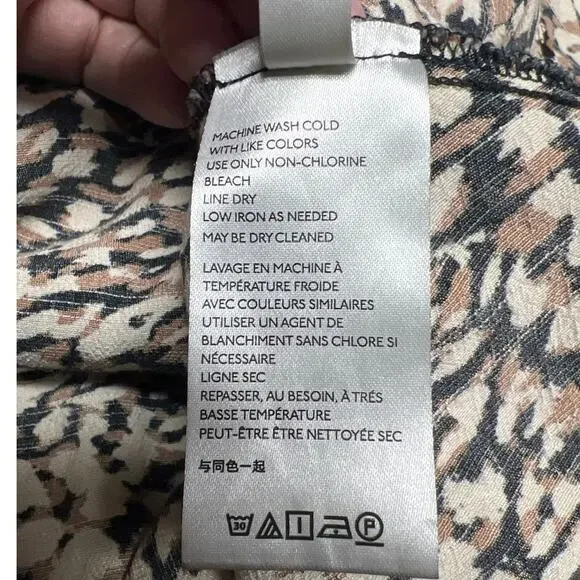 MACHINE WASH COLD
WITH LIKE COLORS
USE ONLY NON-CHLORINE
BLEACH
LINE DRY
LOW IRON AS NEEDED
MAY BE DRY CLEANED
LAVAGE EN MACHINE À
TEMPÉRATURE FROIDE
AVEC COULEURS SIMILAIRES
UTILISER UN AGENT DE
BLANCHIMENT SANS CHLORE SI
NÉCESSAIRE
LIGNE SEC
REPASSER, AU BESOIN, À TRÉS
BASSE TEMPÉRATURE
PEUT-ÊTRE ÊTRE NETTOYÉE SEC
与同色一起
30 P